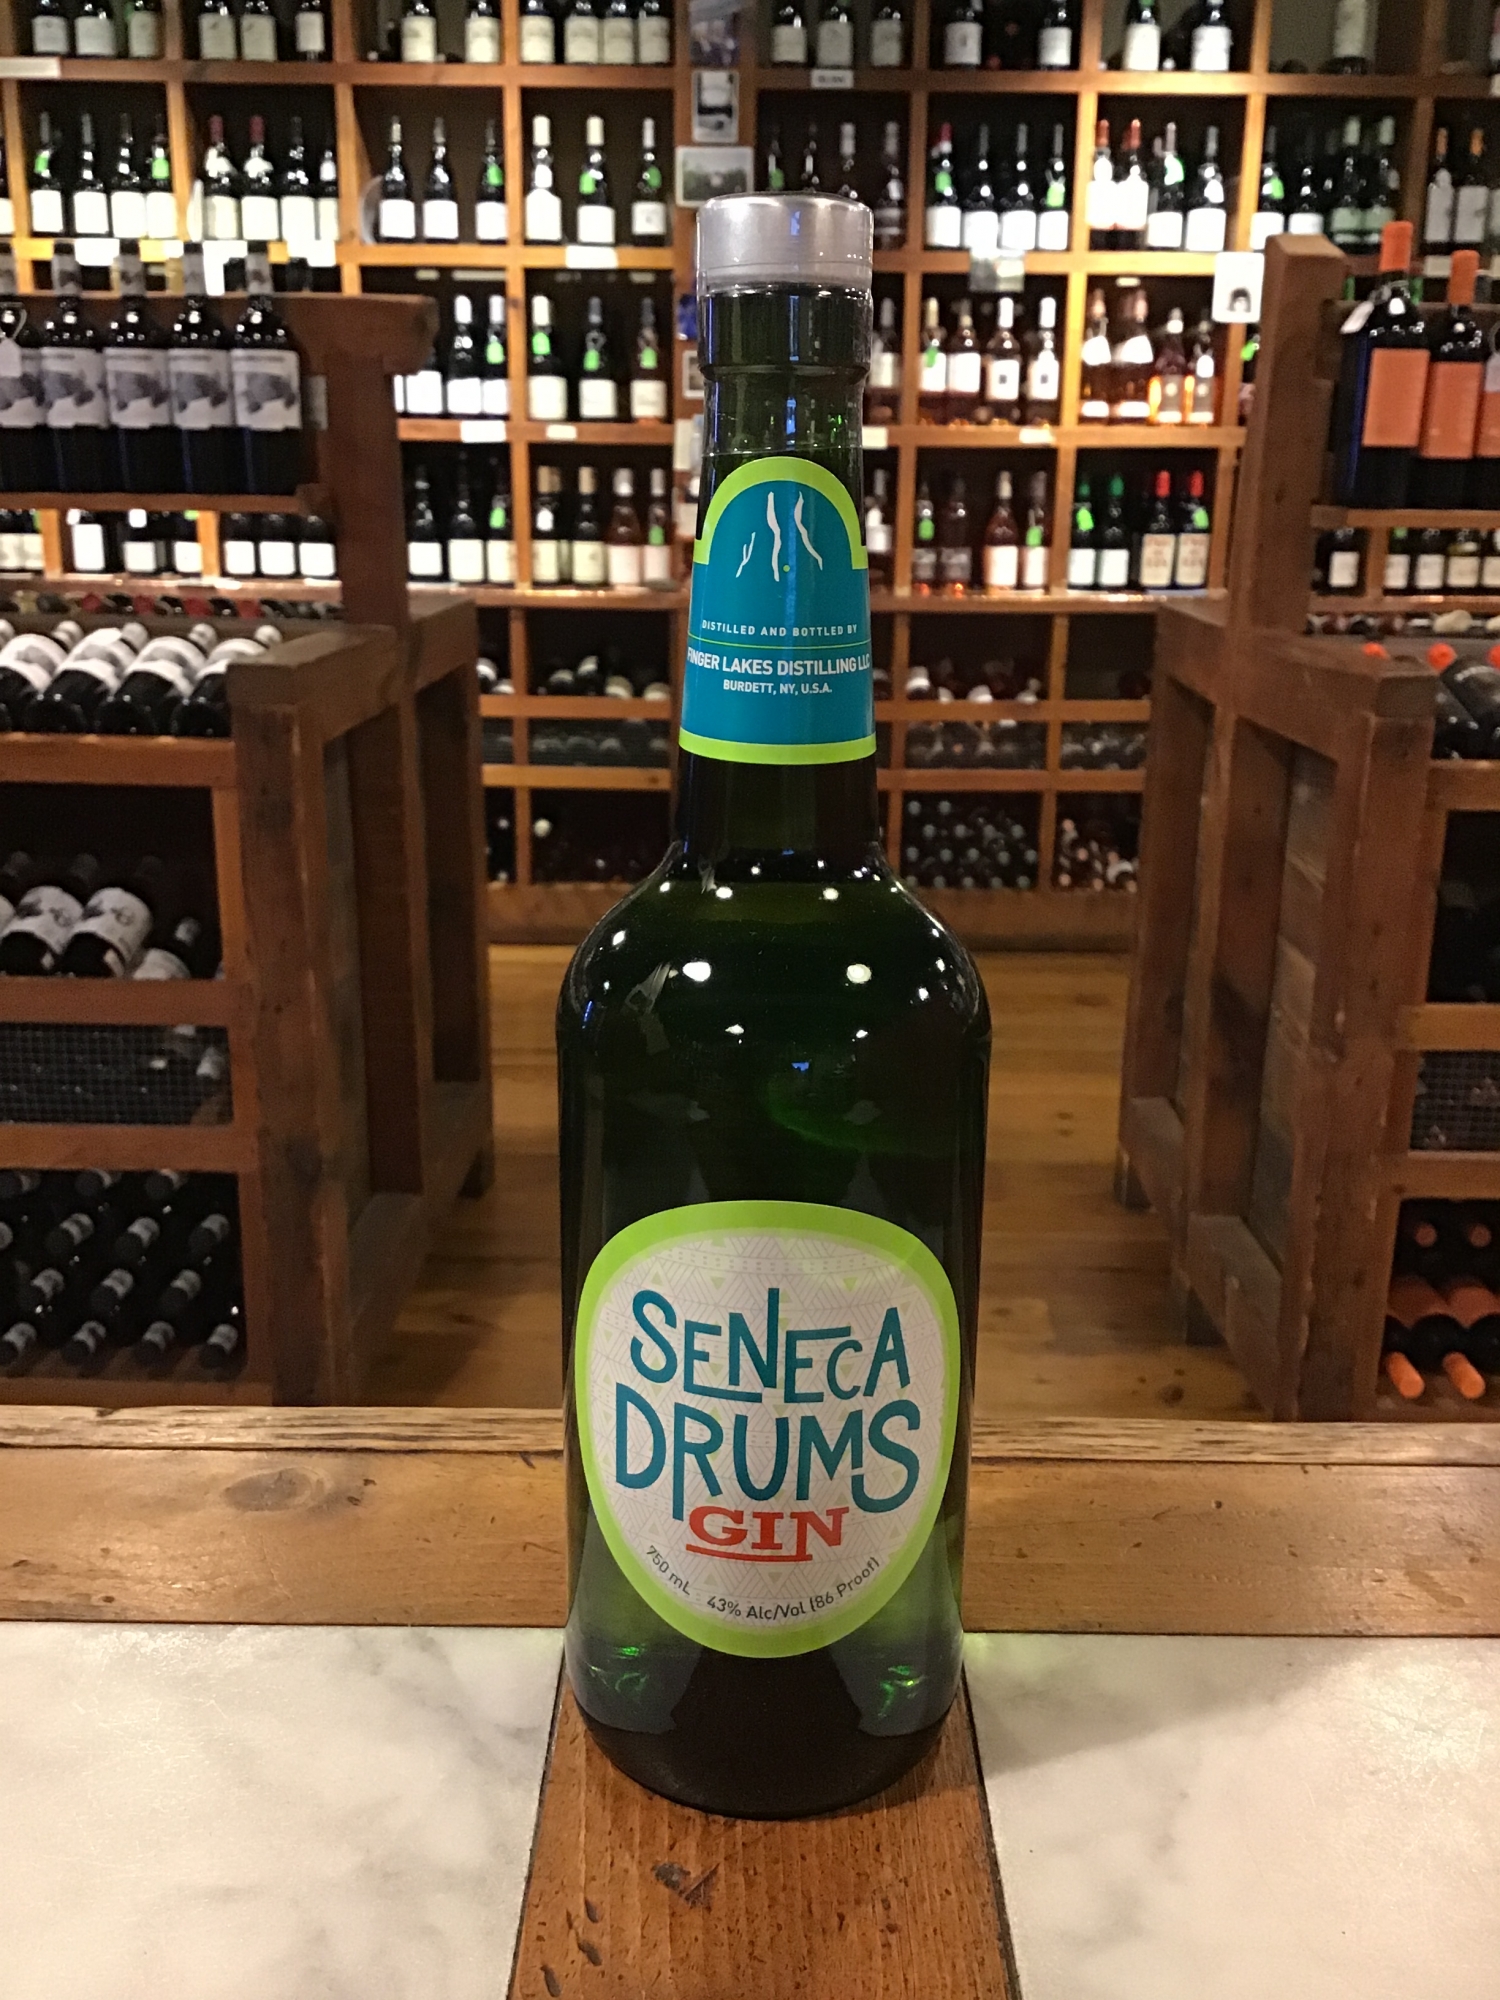 DISTILLED AND BOTTLED BY
FINGER LAKES DISTILLING LLC
BURDETT, NY, U.S.A.
SENECA
DRUMS
GIN
750 mL 43% Alc/Vol (86 Proof)